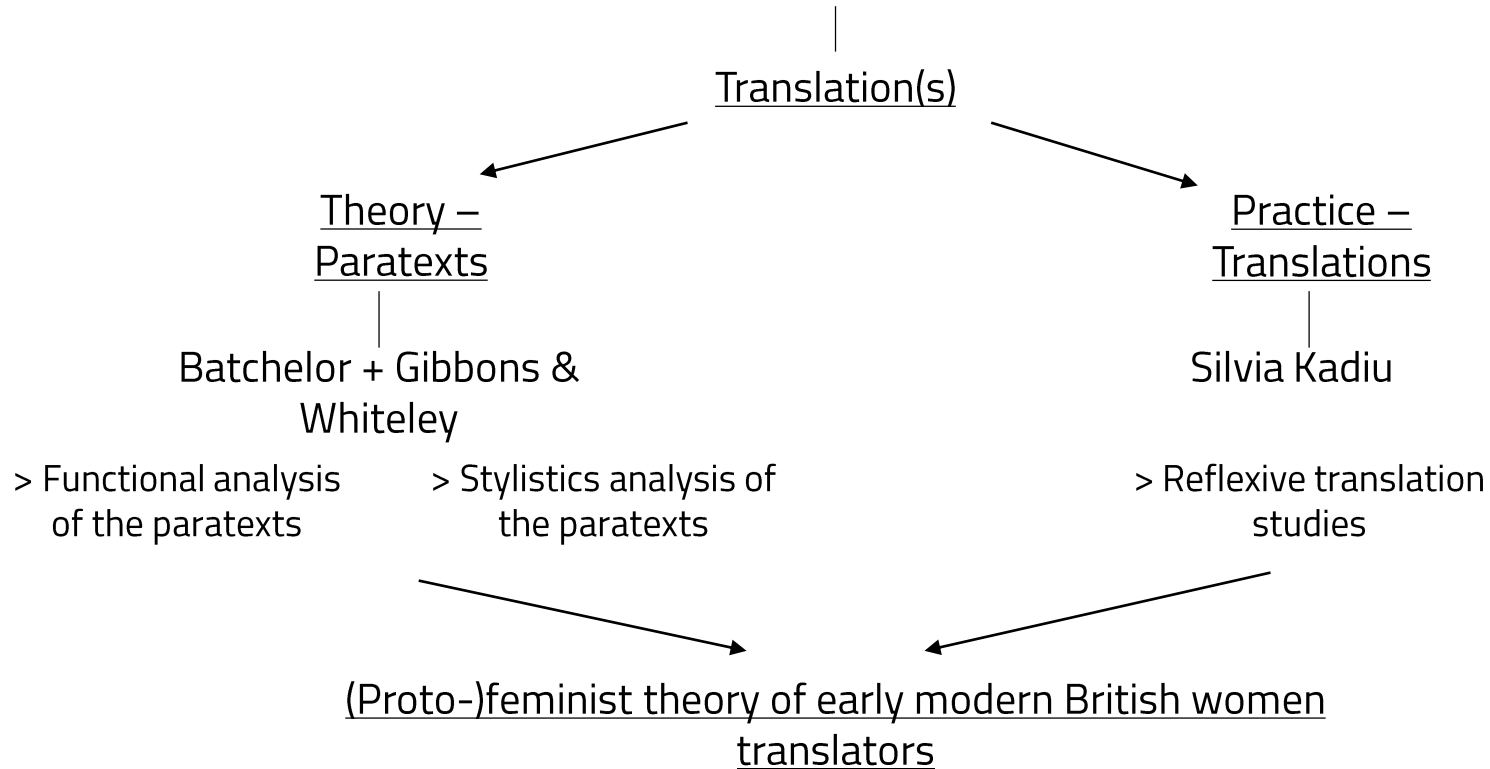 Translation(s)
Theory –
Paratexts
Practice –
Translations
Batchelor + Gibbons &
Whiteley
Silvia Kadiu
> Functional analysis
of the paratexts
> Stylistics analysis of
the paratexts
> Reflexive translation
studies
(Proto-)feminist theory of early modern British women
translators